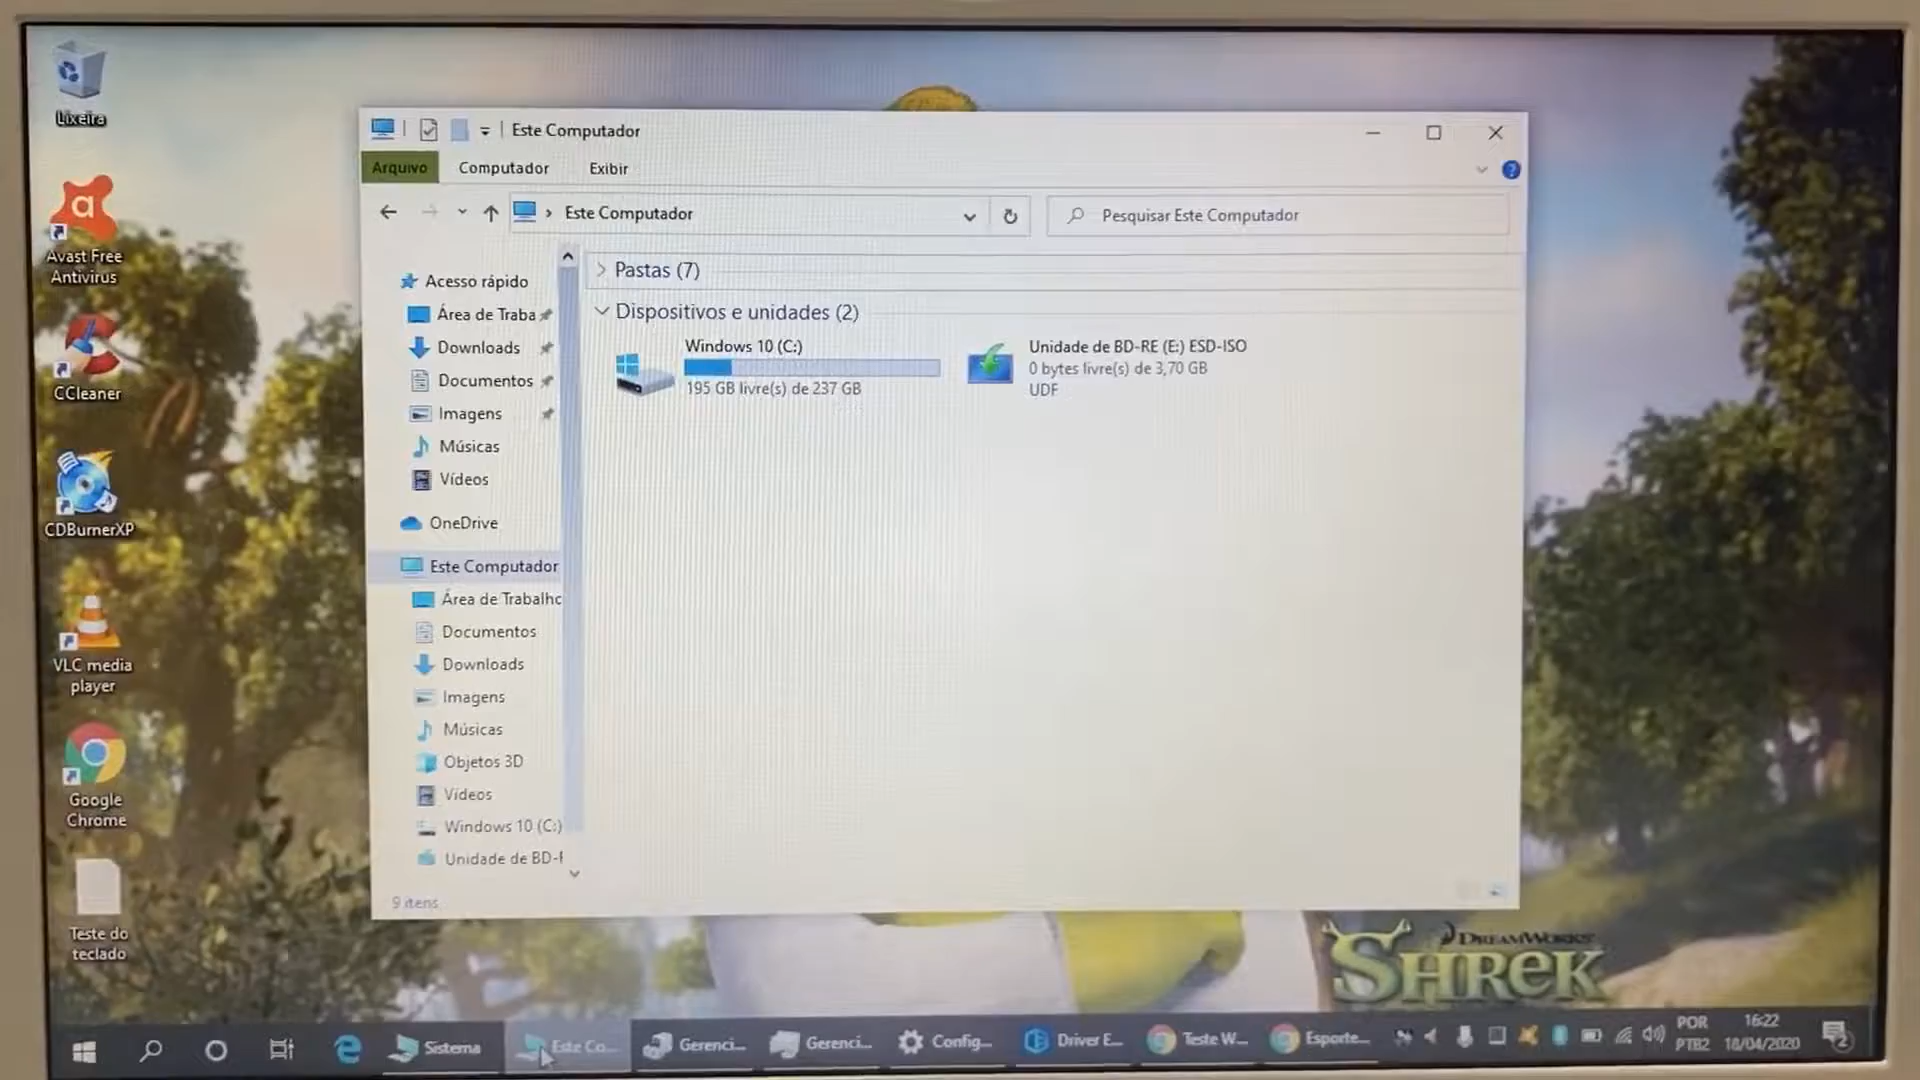 Lixeira
Avast Free
Antivirus
CCleaner
CDBurnerXP
VLC media
player
Google
Chrome
Teste do
teclado
Este Computador
Arquivo
Computador
Exibir
Este Computador
Pesquisar Este Computador
Acesso rápido
Área de Traba
Downloads
Documentos
Imagens
Músicas
Vídeos
OneDrive
Este Computador
Área de Trabalho
Documentos
Downloads
Imagens
Músicas
Objetos 3D
Vídeos
Windows 10 (C:)
Unidade de BD-R
9 itens
Pastas (7)
Dispositivos e unidades (2)
Windows 10 (C:)
195 GB livre(s) de 237 GB
Unidade de BD-RE (E:) ESD-ISO
0 bytes livre(s) de 3,70 GB
UDF
DREAMWORKS
SHREK
Sistema
Este Co...
Gerenci...
Gerenci...
Config...
Driver E...
Teste W...
Esporte...
POR
PTB2
16:22
18/04/2020
2